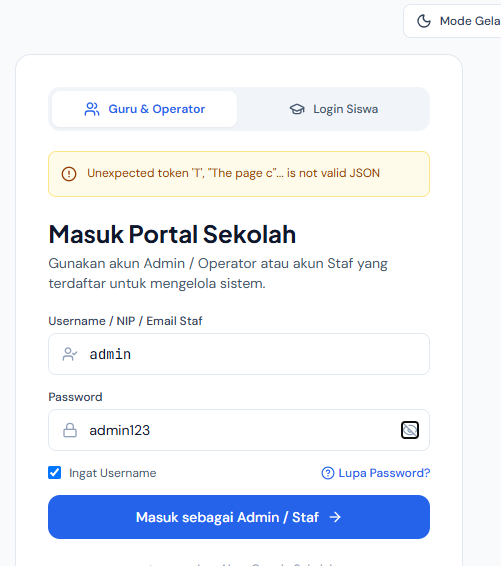 Mode Gela
Guru & Operator
Login Siswa
Unexpected token 'T', "The page c"... is not valid JSON
Masuk Portal Sekolah
Gunakan akun Admin / Operator atau akun Staf yang
terdaftar untuk mengelola sistem.
Username / NIP / Email Staf
admin
Password
admin123
Ingat Username
Lupa Password?
Masuk sebagai Admin / Staf →